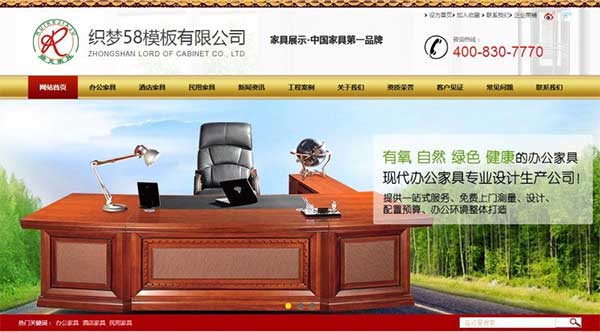 设为首页 加入收藏 联系我们 企业商铺
织梦58模板有限公司
ZHONGSHAN LORD OF CABINET CO., LTD
家具展示·中国家具第一品牌
咨询热线:
400-830-7770
网站首页 办公家具 酒店家具 民用家具 新闻资讯 工程案例 关于我们 资质荣誉 客户见证 常见问题 联系我们
有氧 自然 绿色 健康的办公家具
现代办公家具专业设计生产公司!
提供一站式服务、免费上门测量、设计、
配置预算、办公环境整体打造
热门关键词: 办公家具 酒店家具 民用家具